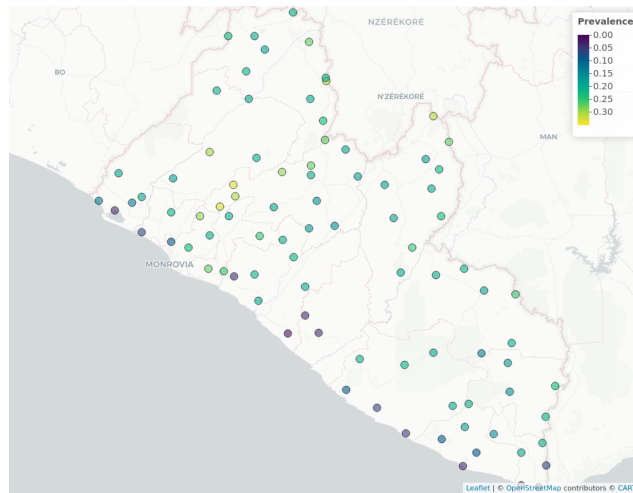 NZÉRÉKORÉ
Prevalence
0.00
0.05
0.10
0.15
0.20
0.25
0.30
BO
N'ZÉRÉKORÉ
MAN
MONROVIA
Leaflet | © OpenStreetMap contributors © CART